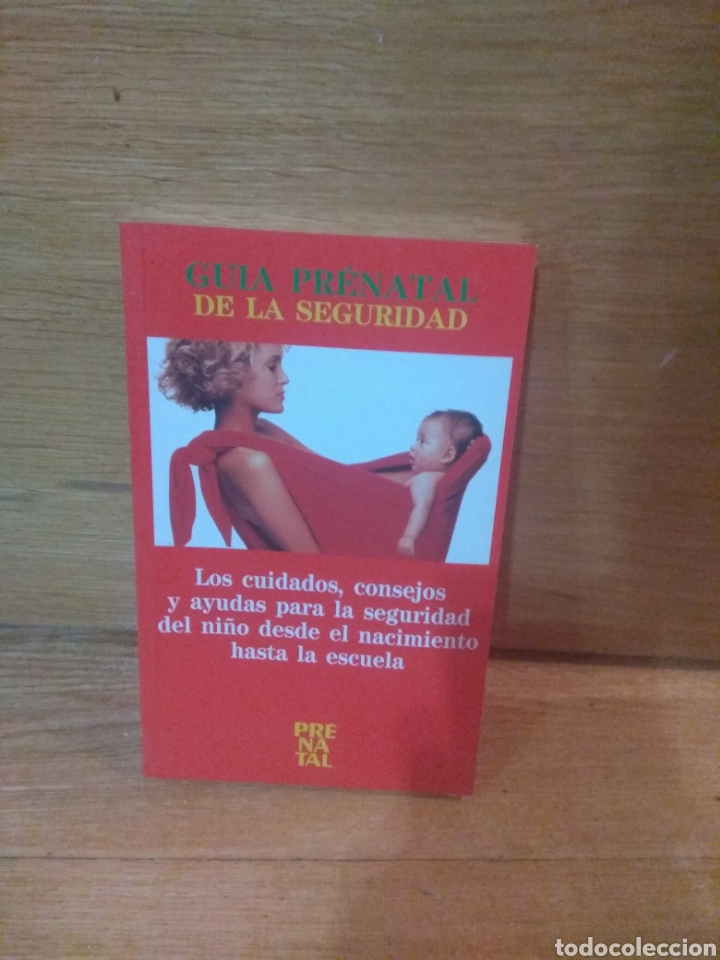 GUIA PRÉNATAL
DE LA SEGURIDAD
Los cuidados, consejos
y ayudas para la seguridad
del niño desde el nacimiento
hasta la escuela
PRÉ
NA
TAL
todocoleccion